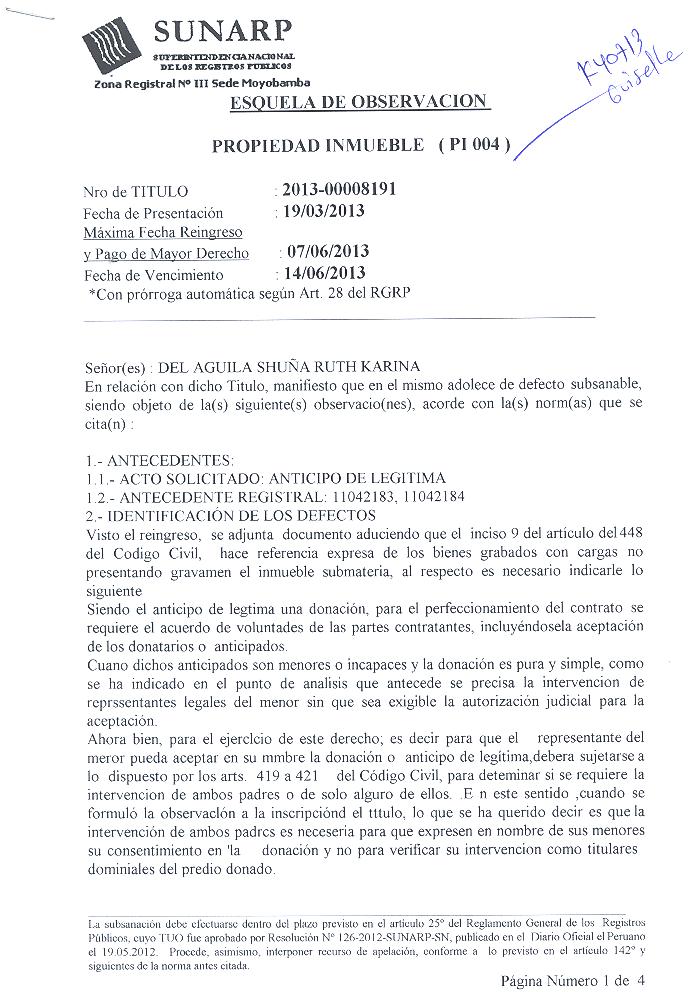 SUNARP
SUPERINTENDENCIA NACIONAL
DE LOS REGISTROS PUBLICOS
Zona Registral Nº III Sede Moyobamba
K40713
Guiselle
ESQUELA DE OBSERVACION
PROPIEDAD INMUEBLE ( PI 004 )
Nro de TITULO : 2013-00008191
Fecha de Presentación : 19/03/2013
Máxima Fecha Reingreso
y Pago de Mayor Derecho : 07/06/2013
Fecha de Vencimiento : 14/06/2013
*Con prórroga automática según Art. 28 del RGRP
Señor(es) : DEL AGUILA SHUÑA RUTH KARINA
En relación con dicho Titulo, manifiesto que en el mismo adolece de defecto subsanable,
siendo objeto de la(s) siguiente(s) observacio(nes), acorde con la(s) norm(as) que se
cita(n) :
1.- ANTECEDENTES:
1.1.- ACTO SOLICITADO: ANTICIPO DE LEGITIMA
1.2.- ANTECEDENTE REGISTRAL: 11042183, 11042184
2.- IDENTIFICACIÓN DE LOS DEFECTOS
Visto el reingreso, se adjunta documento aduciendo que el inciso 9 del artículo del 448
del Codigo Civil, hace referencia expresa de los bienes grabados con cargas no
presentando gravamen el inmueble submateria, al respecto es necesario indicarle lo
siguiente
Siendo el anticipo de legtima una donación, para el perfeccionamiento del contrato se
requiere el acuerdo de voluntades de las partes contratantes, incluyéndosela aceptación
de los donatarios o anticipados.
Cuano dichos anticipados son menores o incapaces y la donación es pura y simple, como
se ha indicado en el punto de analisis que antecede se precisa la intervencion de
reprssentantes legales del menor sin que sea exigible la autorización judicial para la
aceptación.
Ahora bien, para el ejerclclo de este derecho; es decir para que el representante del
meror pueda aceptar en su mmbre la donación o anticipo de legítima,debera sujetarse a
lo dispuesto por los arts. 419 a 421 del Código Civil, para deteminar si se requiere la
intervencion de ambos padres o de solo alguro de ellos. .E n este sentido ,cuando se
formuló la observaclón a la inscripciónd el tttulo, lo que se ha querido decir es que la
intervención de ambos padrcs es neceseria para que expresen en nombre de sus menores
su consentimiento en 'la donación y no para verificar su intervencion como titulares
dominiales del predio donado.
La subsanación debe efectuarse dentro del plazo previsto en el artículo 25º del Reglamento General de los Registros
Públicos, cuyo TUO fue aprobado por Resolución Nº 126-2012-SUNARP-SN, publicado en el Diario Oficial el Peruano
el 19.05.2012. Procede, asimismo, interponer recurso de apelación, conforme a lo previsto en el artículo 142º y
siguientes de la norma antes citada.
Página Número 1 de 4